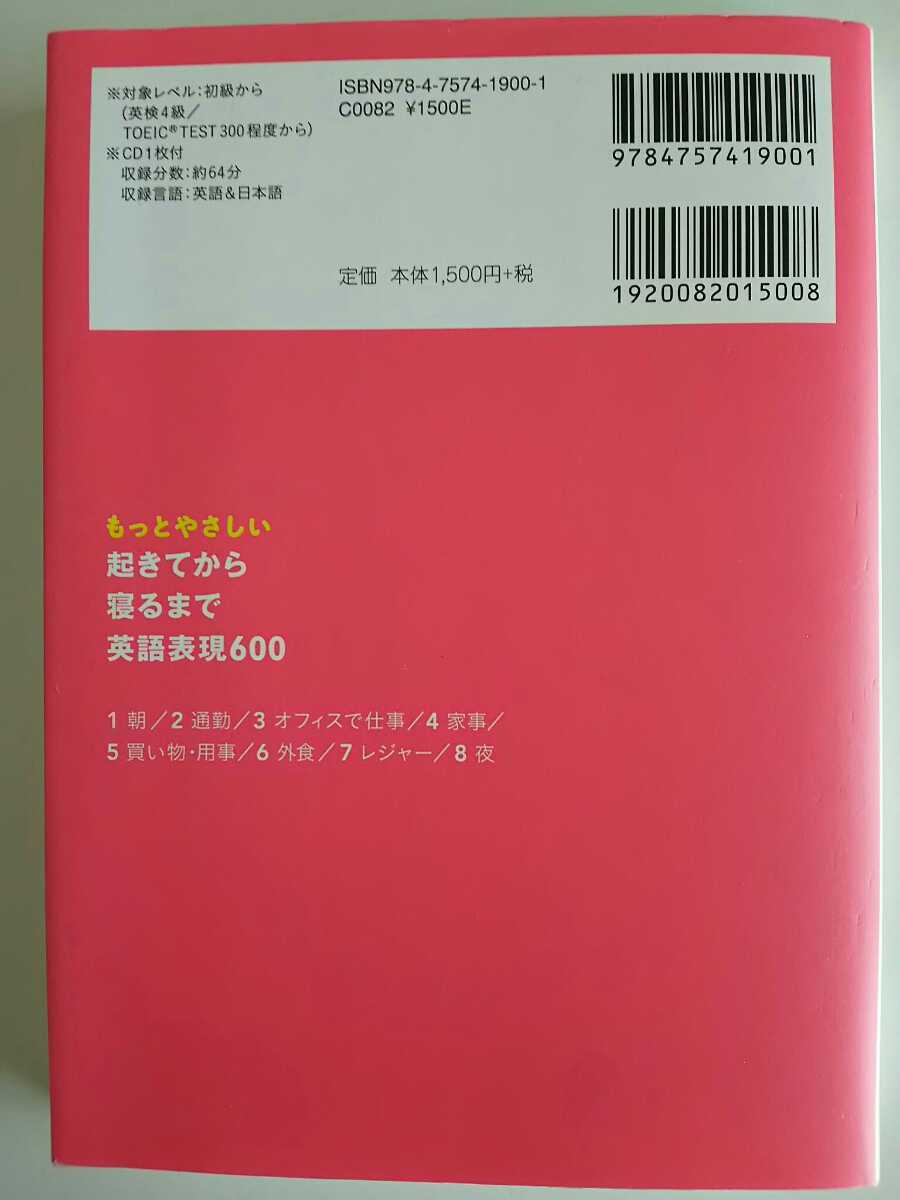 ※対象レベル：初級から
（英検4級／
TOEIC®TEST 300程度から）
※CD1枚付
収録分数：約64分
収録言語：英語&日本語
ISBN978-4-7574-1900-1
C0082 ¥1500E
定価 本体1,500円+税
9784757419001
1920082015008
もっとやさしい
起きてから
寝るまで
英語表現600
1 朝／2 通勤／3 オフィスで仕事／4 家事／
5 買い物・用事／6 外食／7 レジャー／8 夜